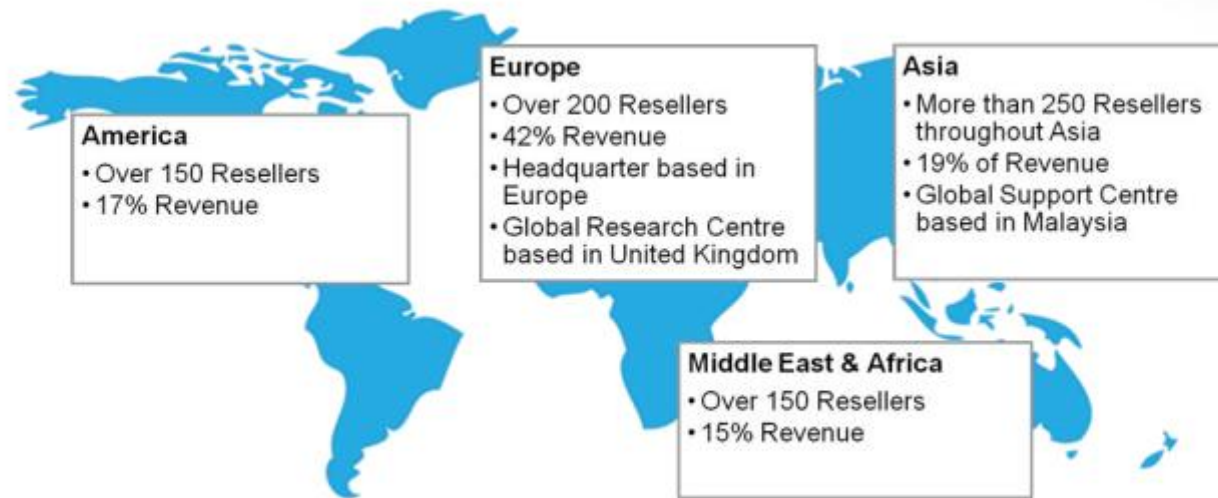 America
• Over 150 Resellers
• 17% Revenue
Europe
• Over 200 Resellers
• 42% Revenue
• Headquarter based in
Europe
• Global Research Centre
based in United Kingdom
Asia
• More than 250 Resellers
throughout Asia
• 19% of Revenue
• Global Support Centre
based in Malaysia
Middle East & Africa
• Over 150 Resellers
• 15% Revenue